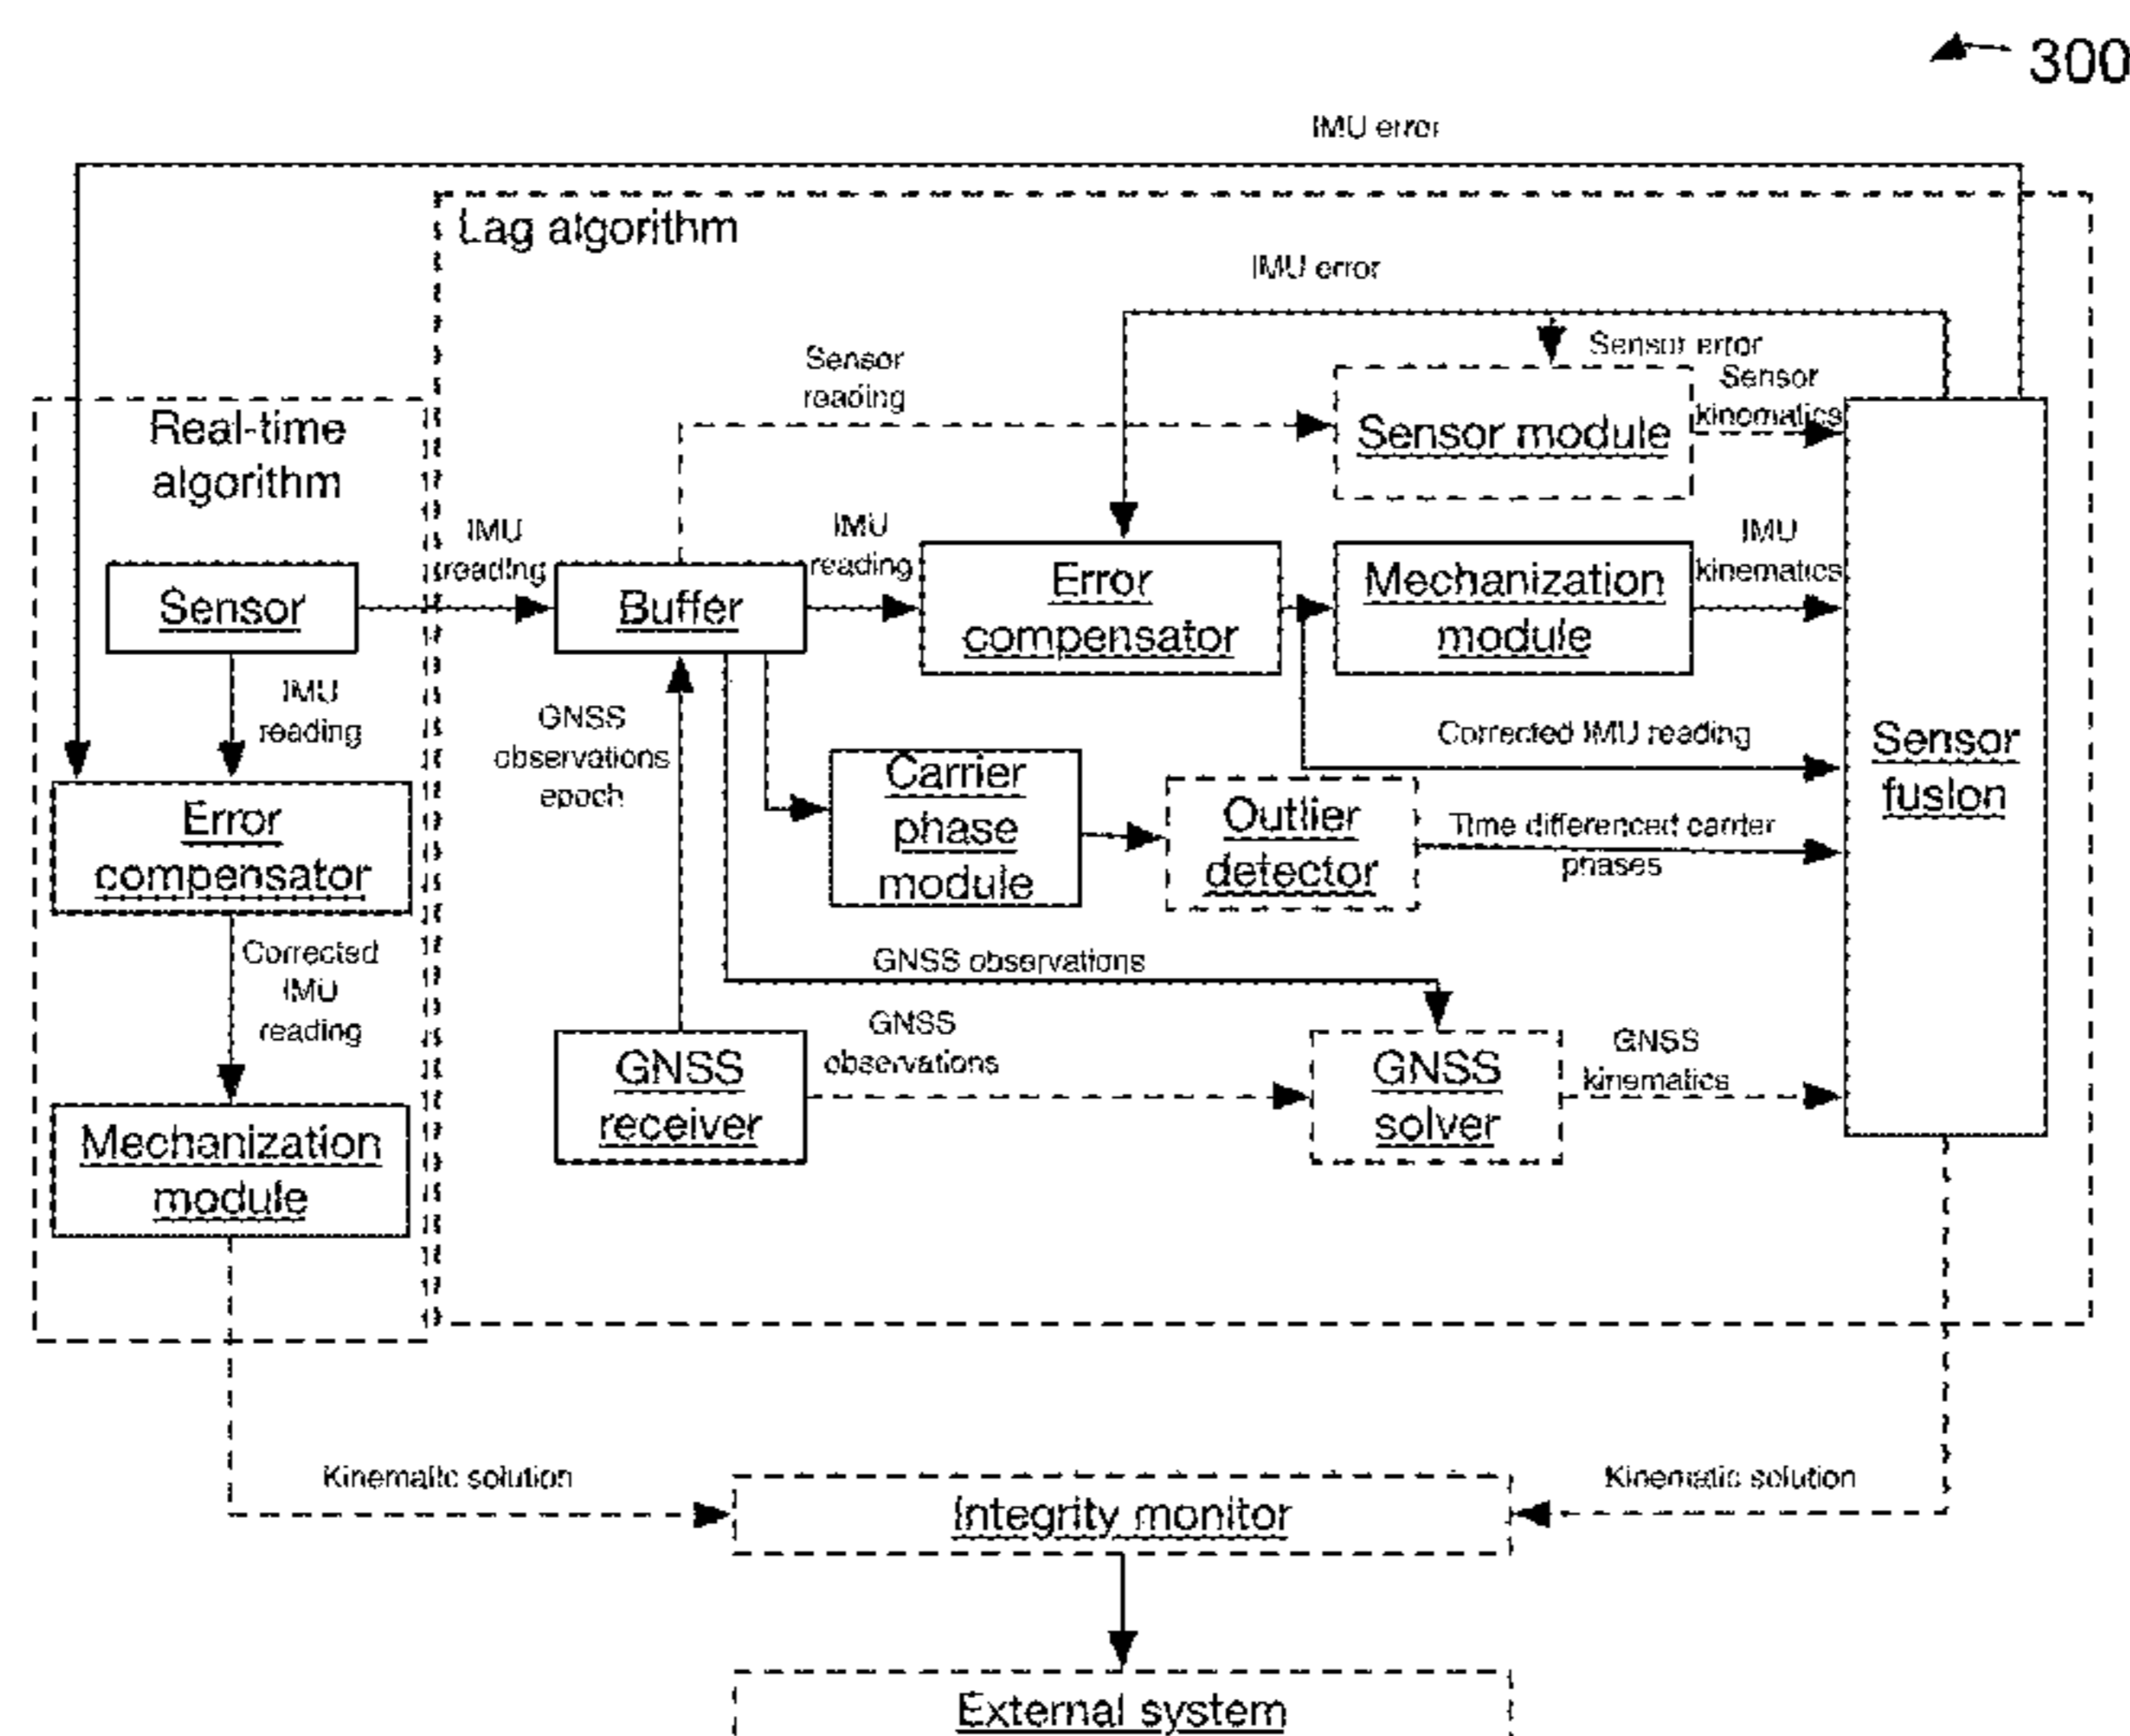 300
IMU error
Lag algorithm
IMU error
Sensor error
Sensor
reading
Sensor
kinematics
Sensor module
Real-time
algorithm
IMU
reading
IMU
reading
IMU
kinematics
Sensor
Buffer
Error
compensator
Mechanization
module
IMU
reading
GNSS
observations
epoch
Corrected IMU reading
Sensor
fusion
Carrier
phase
module
Outlier
detector
Time differenced carrier
phases
Error
compensator
Corrected
IMU
reading
GNSS observations
GNSS
observations
GNSS
receiver
GNSS
solver
GNSS
kinematics
Mechanization
module
Kinematic solution
Kinematic solution
Integrity monitor
External system